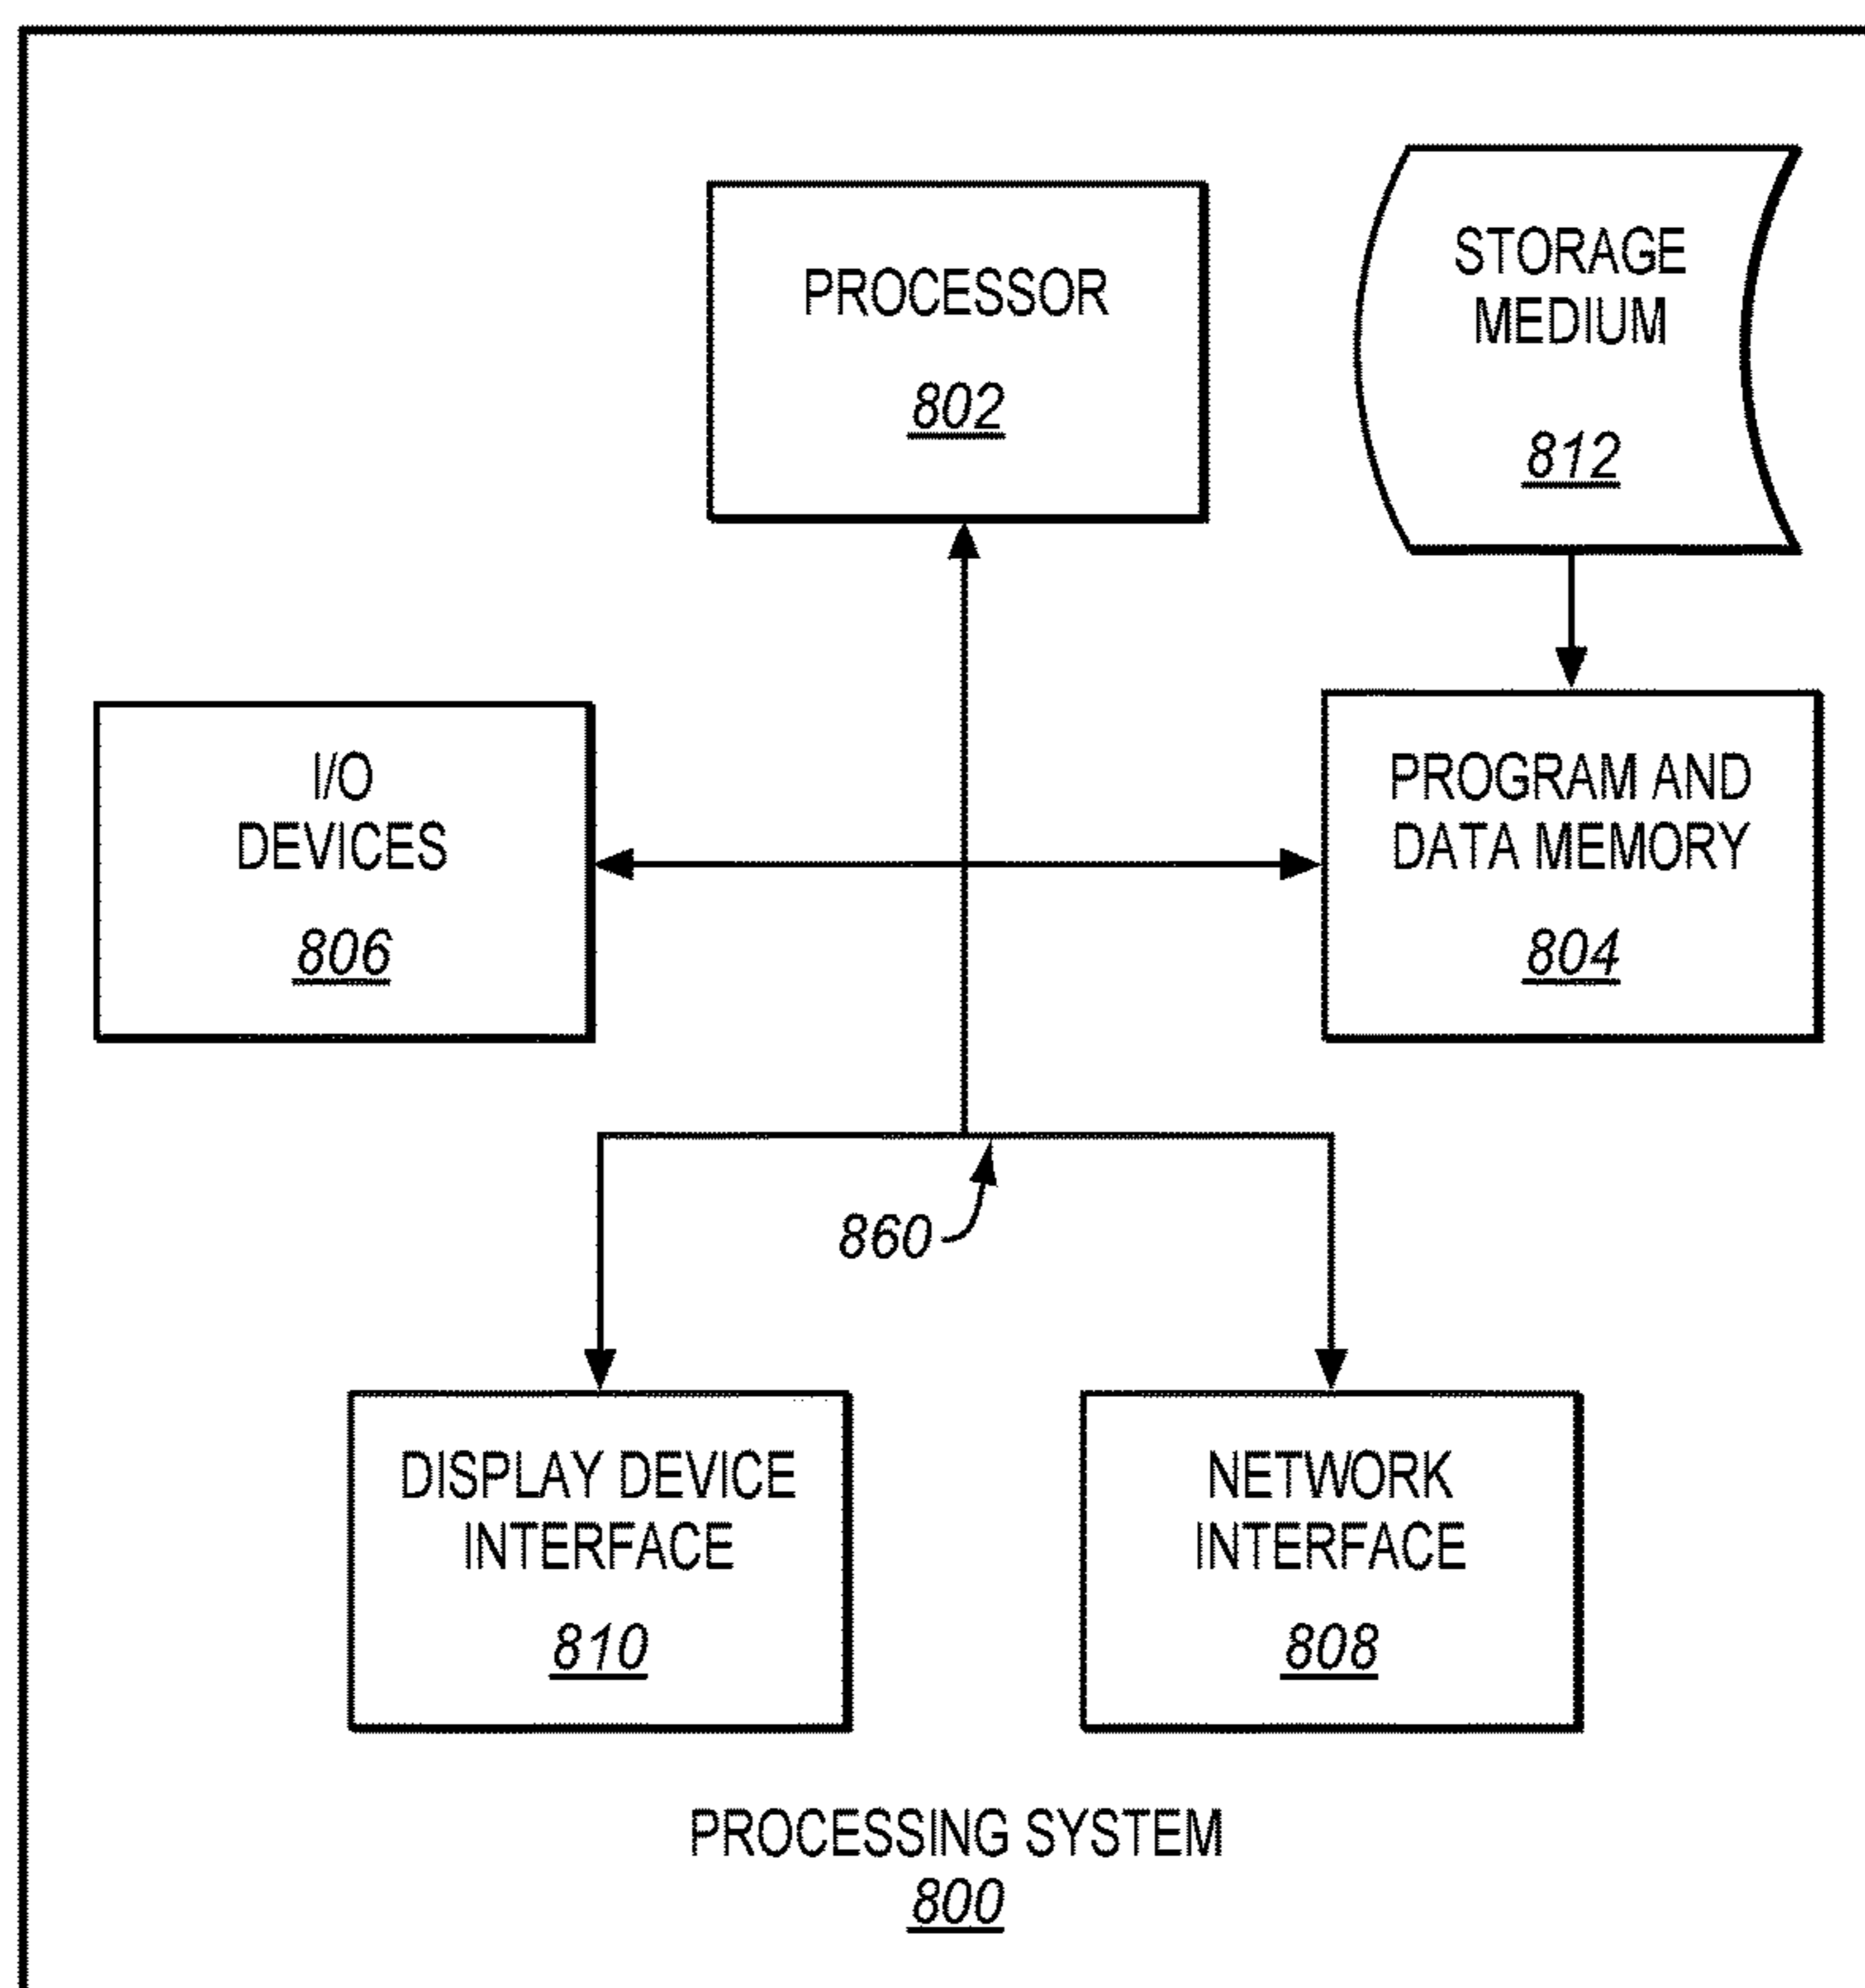 PROCESSOR
802
STORAGE
MEDIUM
812
I/O
DEVICES
806
PROGRAM AND
DATA MEMORY
804
860
DISPLAY DEVICE
INTERFACE
810
NETWORK
INTERFACE
808
PROCESSING SYSTEM
800